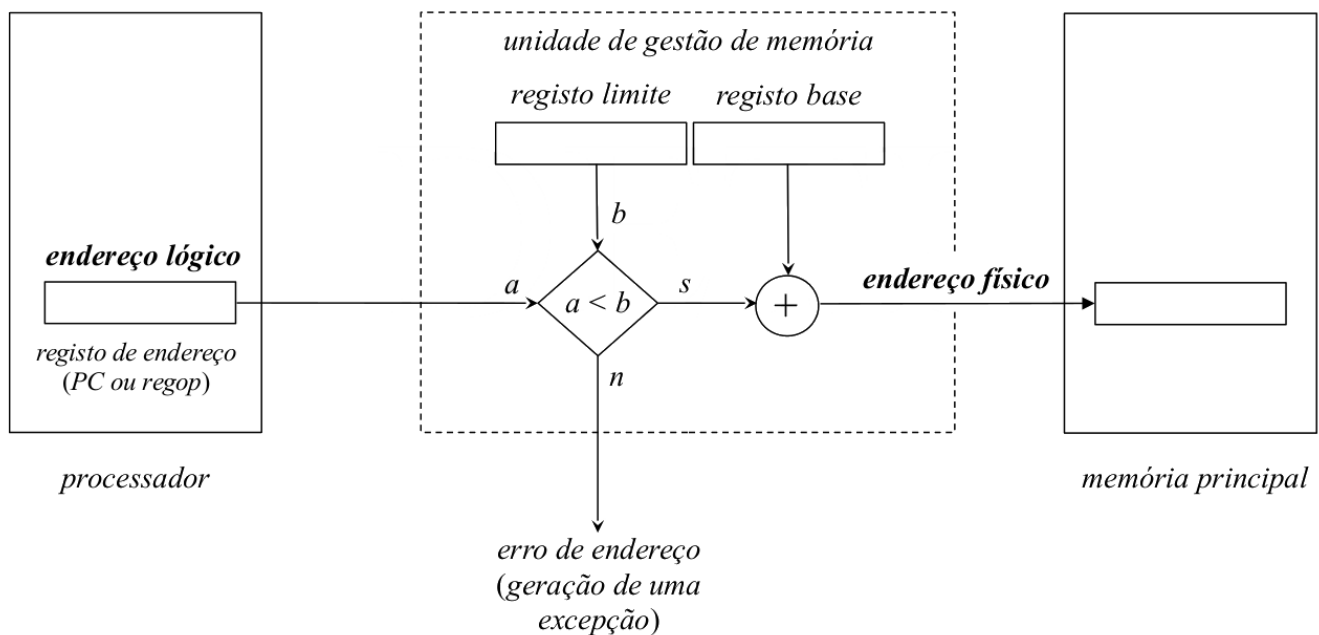 unidade de gestão de memória
registo limite
registo base
b
endereço lógico
a
a < b
s
+
endereço físico
registo de endereço
(PC ou regop)
n
processador
memória principal
erro de endereço
(geração de uma
excepção)